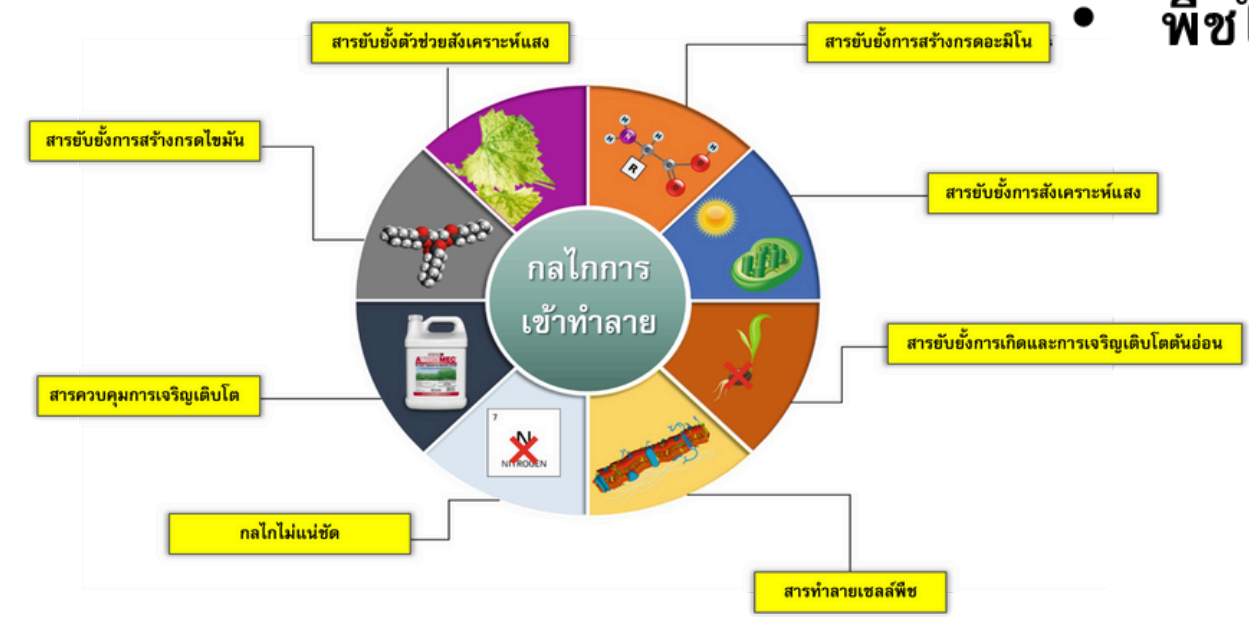 สารยับยั้งตัวช่วยสังเคราะห์แสง
สารยับยั้งการสร้างกรดอะมิโน
• พืชใ
สารยับยั้งการสร้างกรดไขมัน
สารยับยั้งการสังเคราะห์แสง
กลไกการ
เข้าทำลาย
สารยับยั้งการเกิดและการเจริญเติบโตต้นอ่อน
สารควบคุมการเจริญเติบโต
กลไกไม่แน่ชัด
สารทำลายเซลล์พืช
H
N
H
C
H
R
H
7
N
NITROGEN